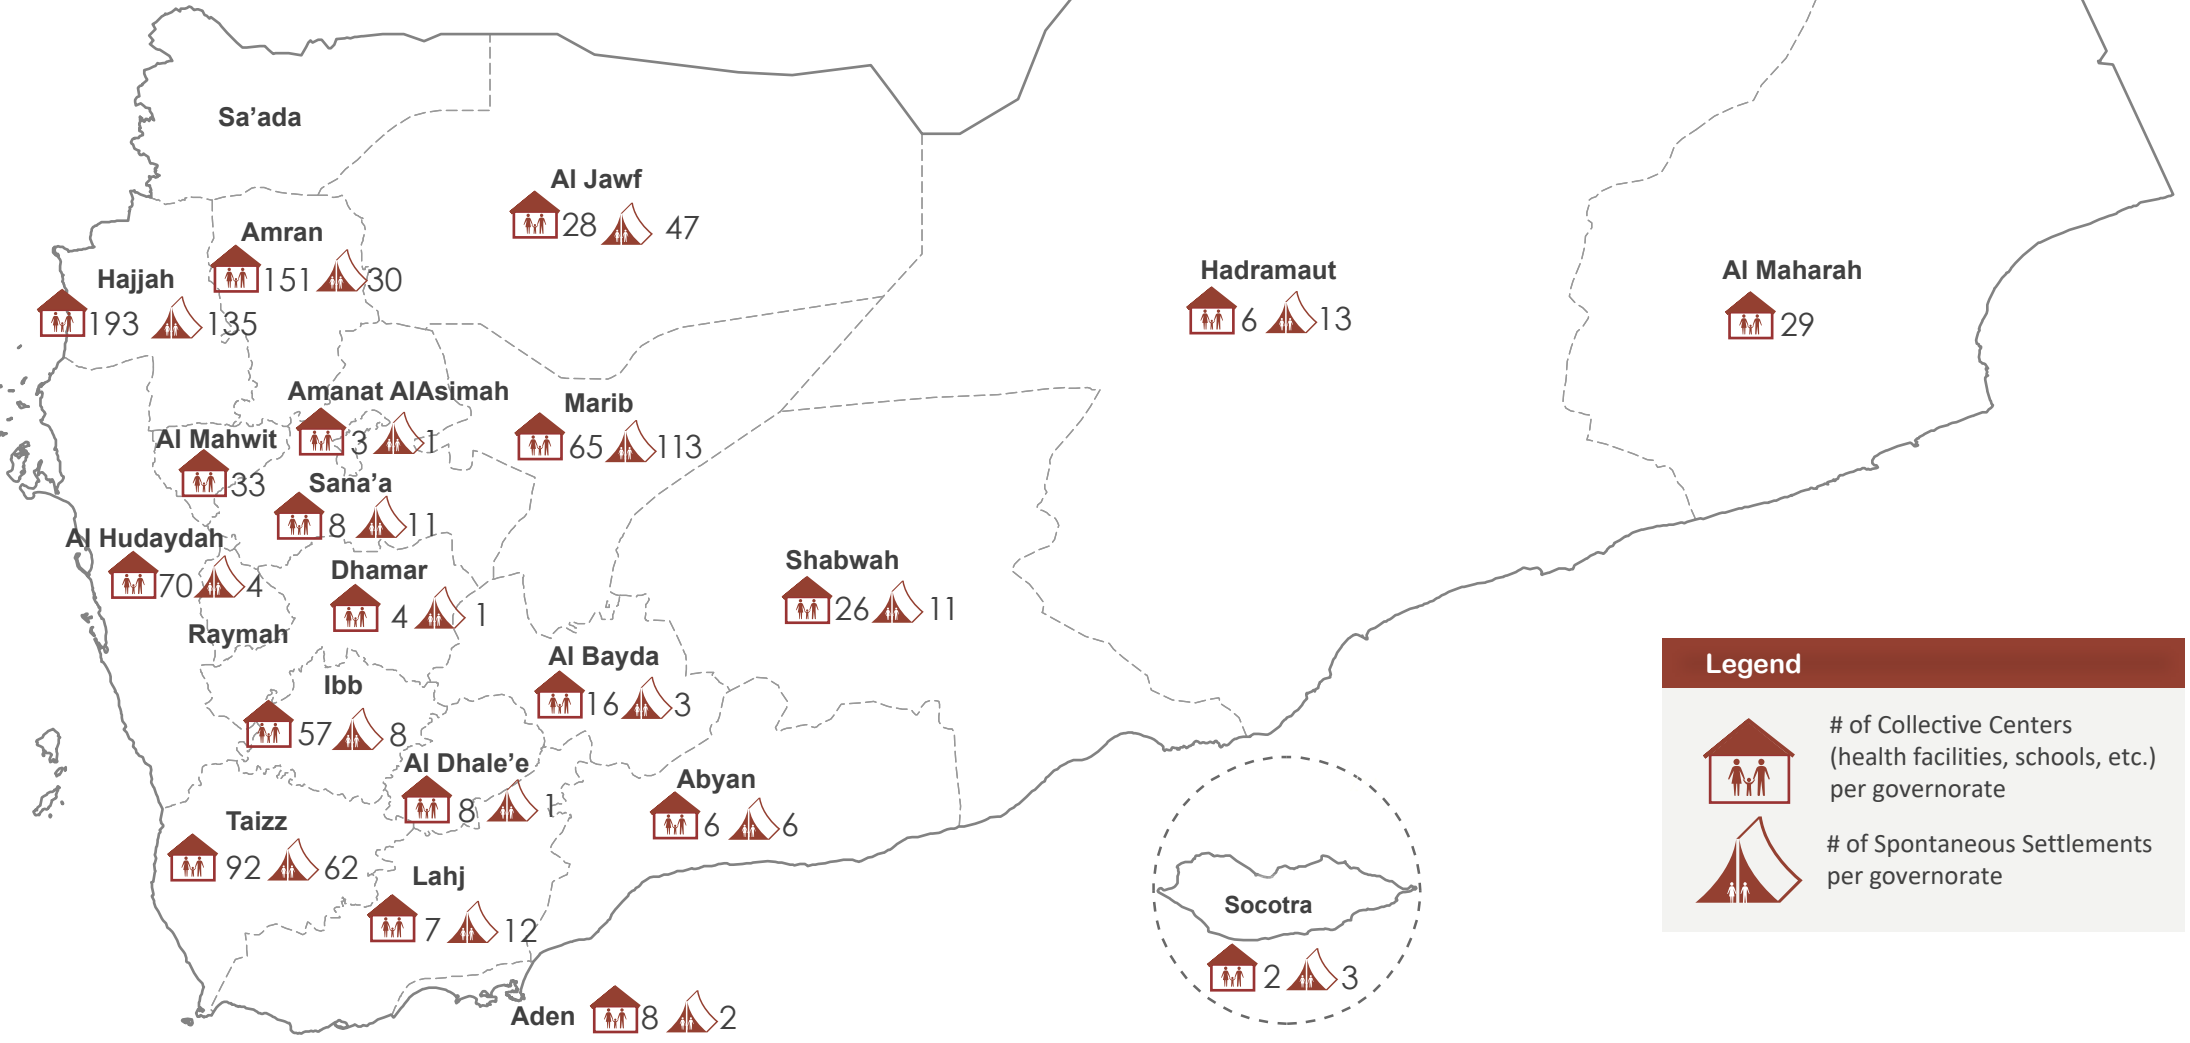 Sa’ada
Al Jawf
28 47
Amran
151 30
Hajjah
193 135
Hadramaut
6 13
Al Maharah
29
Amanat AlAsimah
3 1
Marib
65 113
Al Mahwit
33
Sana’a
8 11
Al Hudaydah
70 4
Dhamar
4 1
Shabwah
26 11
Raymah
Al Bayda
16 3
Ibb
57 8
Al Dhale’e
8 1
Abyan
6 6
Taizz
92 62
Lahj
7 12
Socotra
2 3
Aden 8 2
Legend
# of Collective Centers
(health facilities, schools, etc.)
per governorate
# of Spontaneous Settlements
per governorate